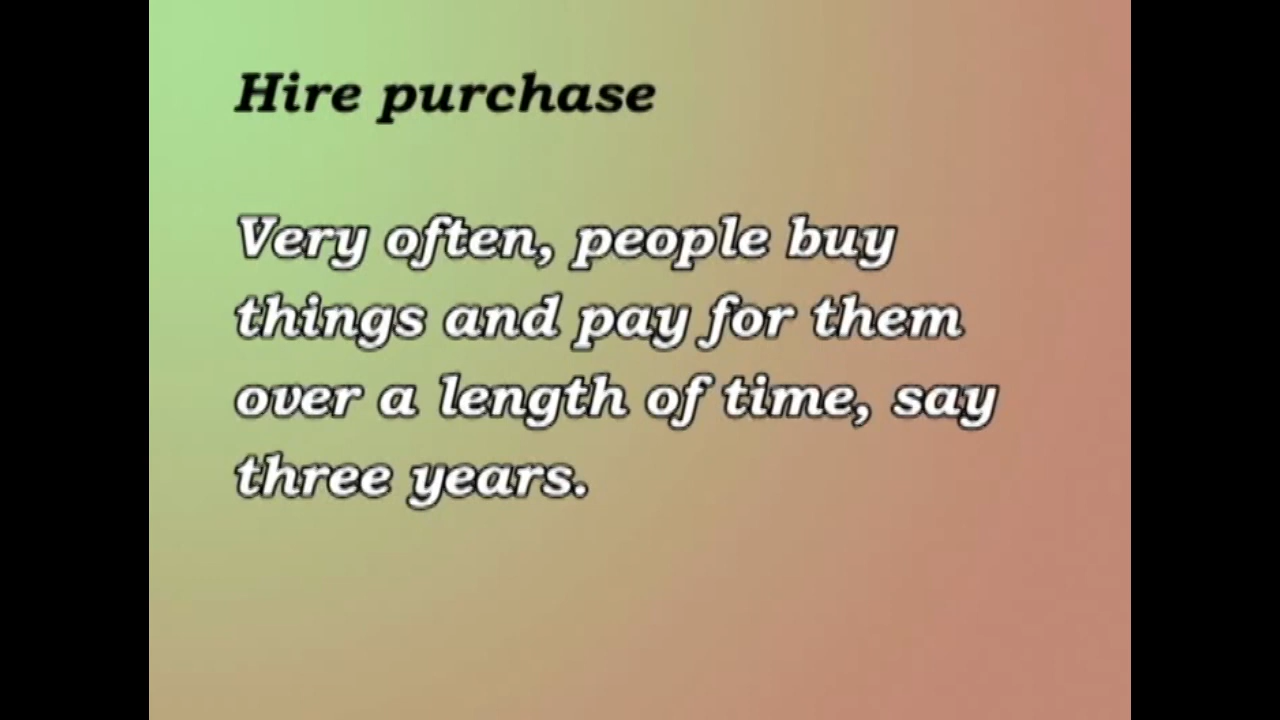 Hire purchase
Very often, people buy
things and pay for them
over a length of time, say
three years.